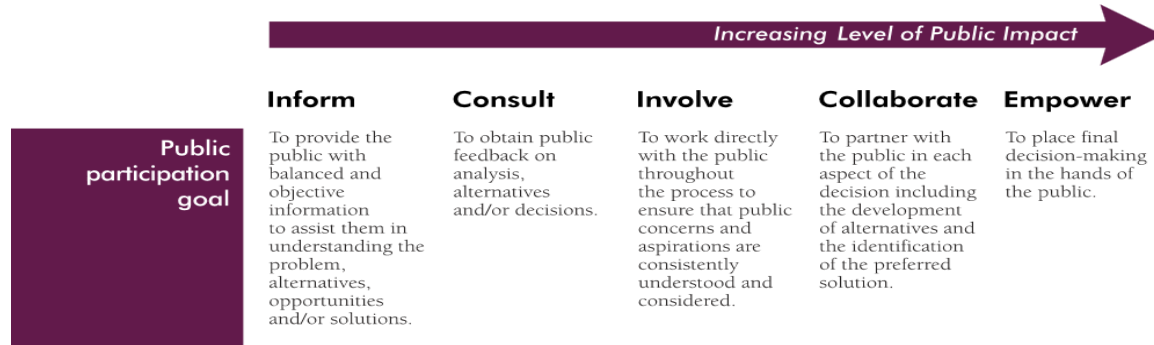 Increasing Level of Public Impact
Inform
Consult
Involve
Collaborate
Empower
Public
participation
goal
To provide the
public with
balanced and
objective
information
to assist them in
understanding the
problem,
alternatives,
opportunities
and/or solutions.
To obtain public
feedback on
analysis,
alternatives
and/or decisions.
To work directly
with the public
throughout
the process to
ensure that public
concerns and
aspirations are
consistently
understood and
considered.
To partner with
the public in each
aspect of the
decision including
the development
of alternatives and
the identification
of the preferred
solution.
To place final
decision-making
in the hands of
the public.